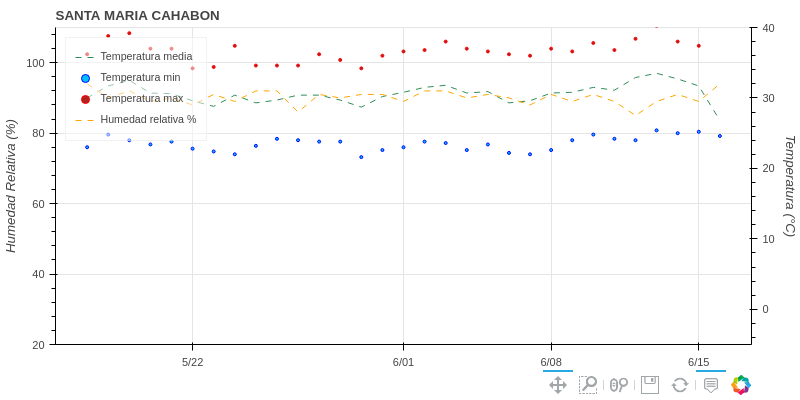 SANTA MARIA CAHABON
Temperatura media
Temperatura min
Temperatura max
Humedad relativa %
Humedad Relativa (%)
100
80
60
40
20
Temperatura (°C)
40
30
20
10
0
5/22
6/01
6/08
6/15